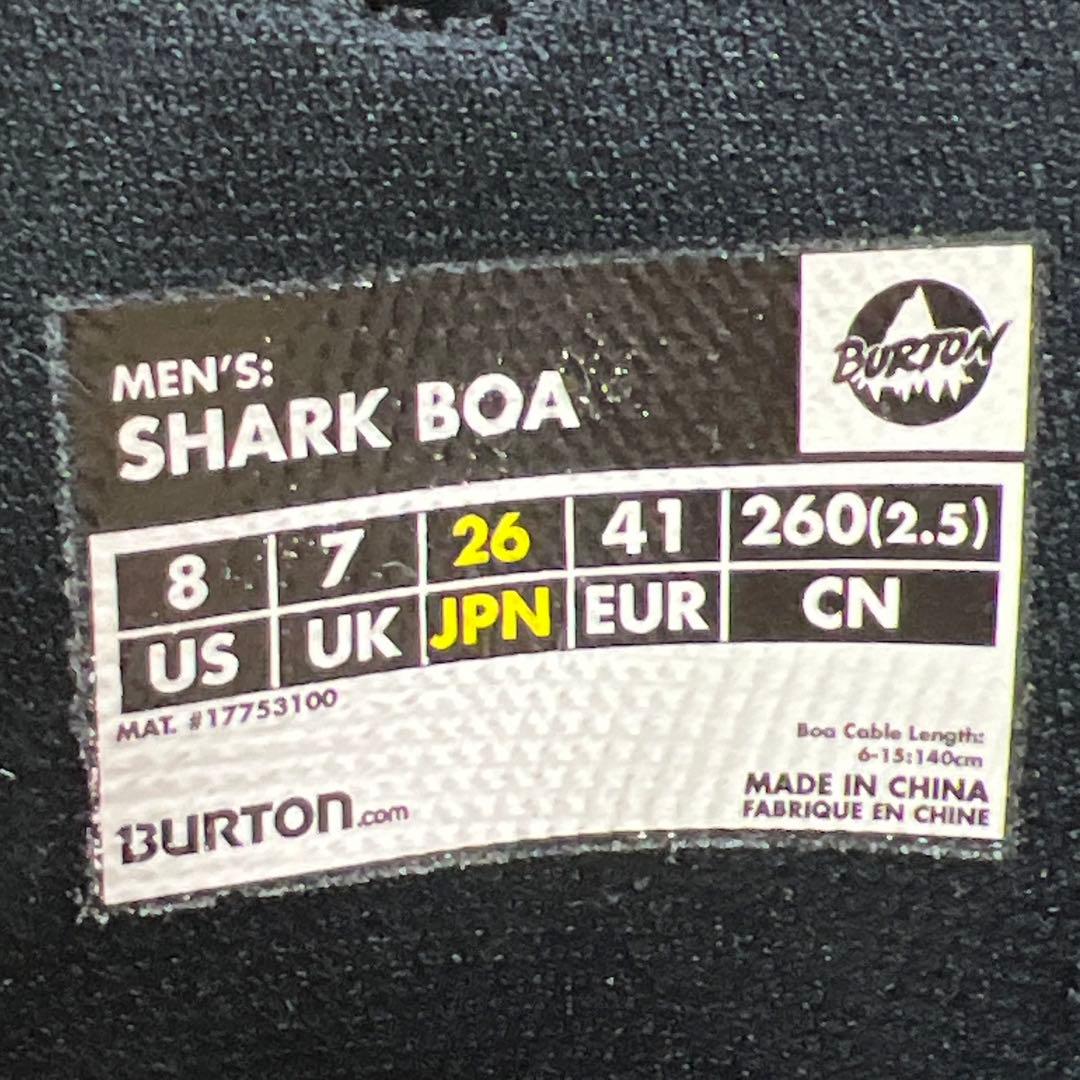 MEN'S:
SHARK BOA
BURTON
8 7 26 41 260(2.5)
US UK JPN EUR CN
MAT. #17753100
Boa Cable Length:
6-15:140cm
MADE IN CHINA
FABRIQUE EN CHINE
BURTON.com